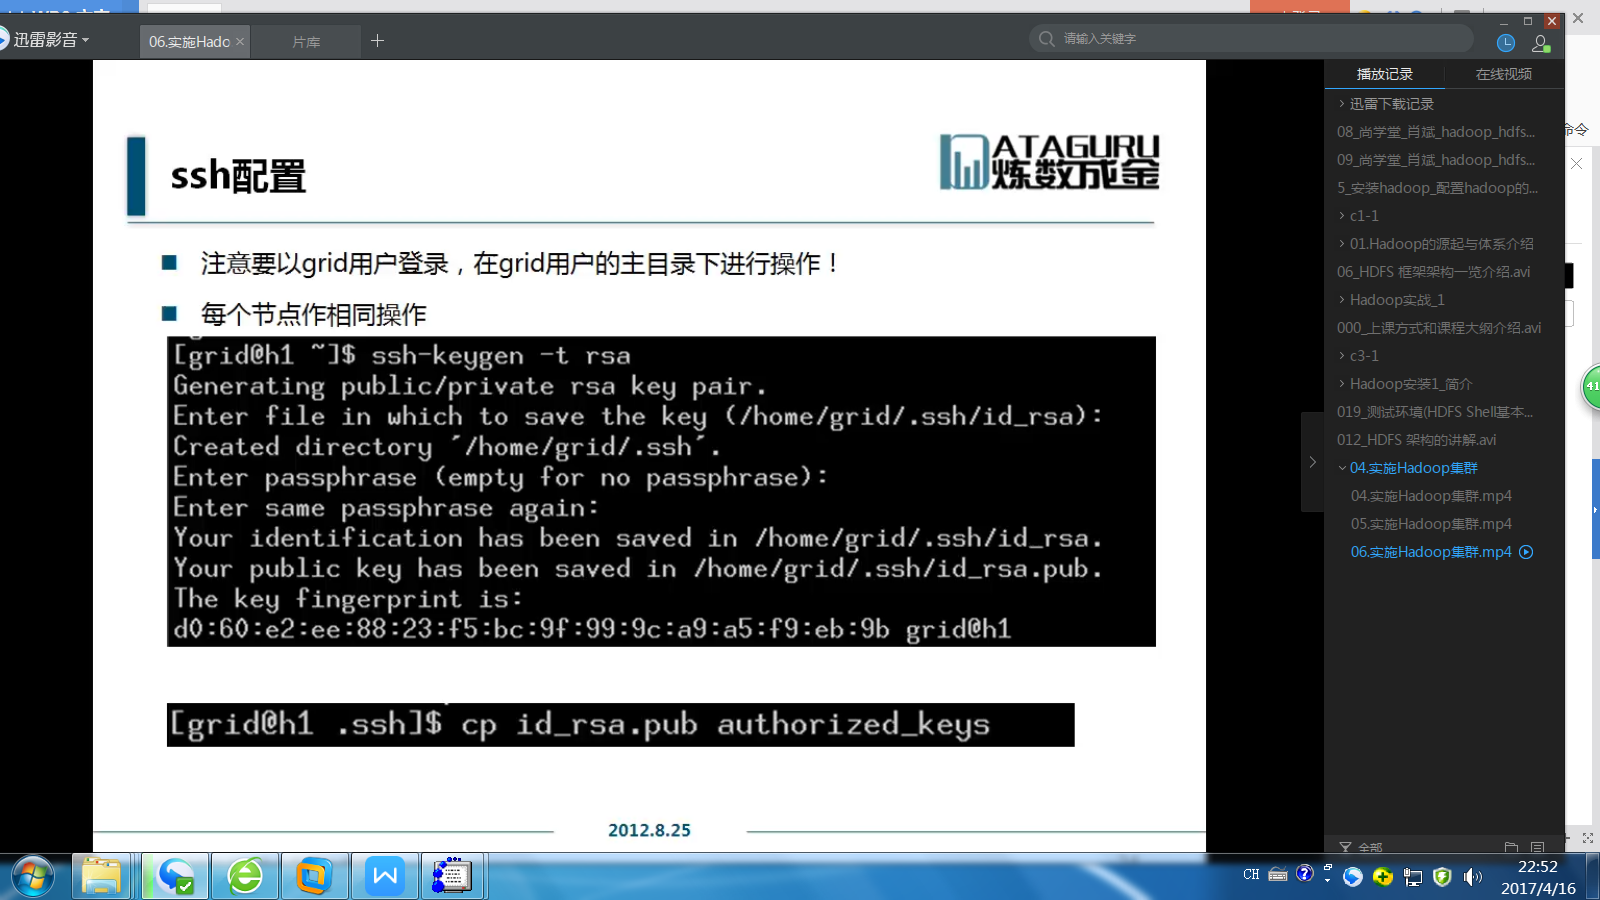 迅雷影音
06.实施Hado
片库
请输入关键字
播放记录
在线视频
ATAGURU
炼数成金
ssh配置
注意要以grid用户登录，在grid用户的主目录下进行操作！
每个节点作相同操作
[grid@h1 ~]$ ssh-keygen -t rsa
Generating public/private rsa key pair.
Enter file in which to save the key (/home/grid/.ssh/id_rsa):
Created directory '/home/grid/.ssh'.
Enter passphrase (empty for no passphrase):
Enter same passphrase again:
Your identification has been saved in /home/grid/.ssh/id_rsa.
Your public key has been saved in /home/grid/.ssh/id_rsa.pub.
The key fingerprint is:
d0:60:e2:ee:88:23:f5:bc:9f:99:9c:a9:a5:f9:eb:9b grid@h1
[grid@h1 .ssh]$ cp id_rsa.pub authorized_keys
2012.8.25
迅雷下载记录
08_尚学堂_肖斌_hadoop_hdfs...
09_尚学堂_肖斌_hadoop_hdfs...
5_安装hadoop_配置hadoop的...
c1-1
01.Hadoop的源起与体系介绍
06_HDFS 框架架构一览介绍.avi
Hadoop实战_1
000_上课方式和课程大纲介绍.avi
c3-1
Hadoop安装1_简介
019_测试环境(HDFS Shell基本...
012_HDFS 架构的讲解.avi
04.实施Hadoop集群
04.实施Hadoop集群.mp4
05.实施Hadoop集群.mp4
06.实施Hadoop集群.mp4
全部
命令
41
CH
22:52
2017/4/16